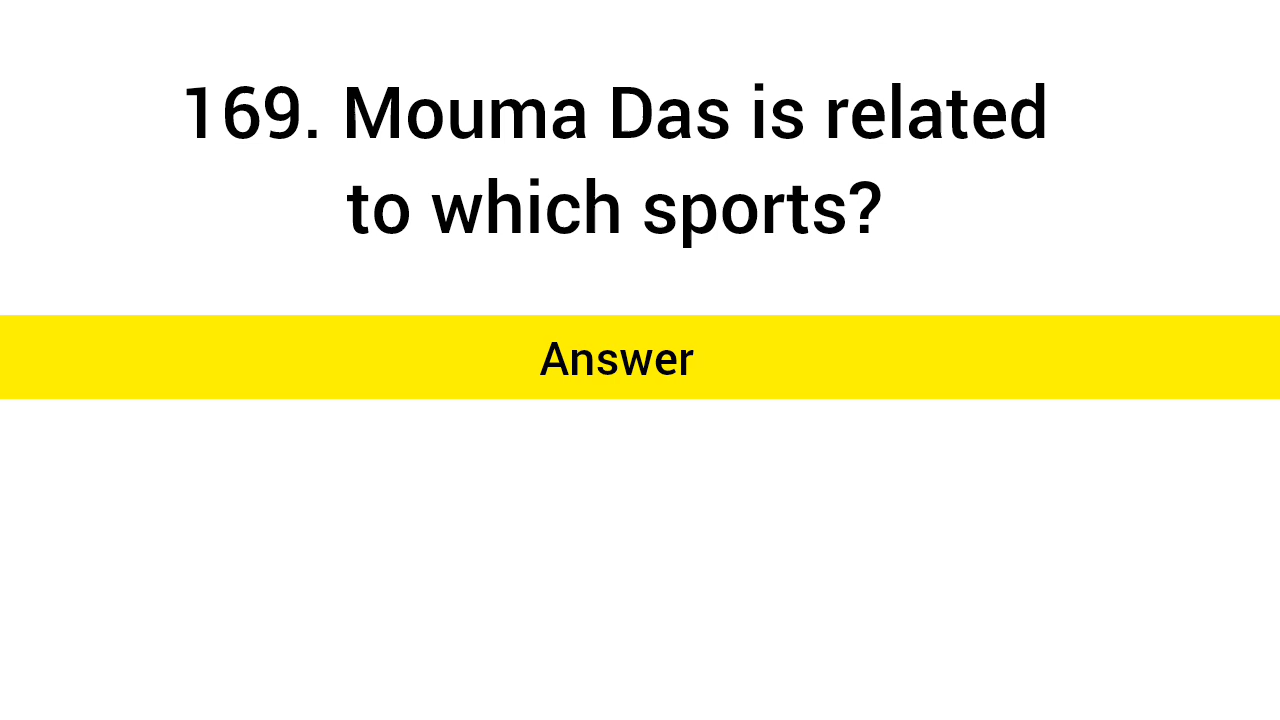 169. Mouma Das is related
to which sports?
Answer